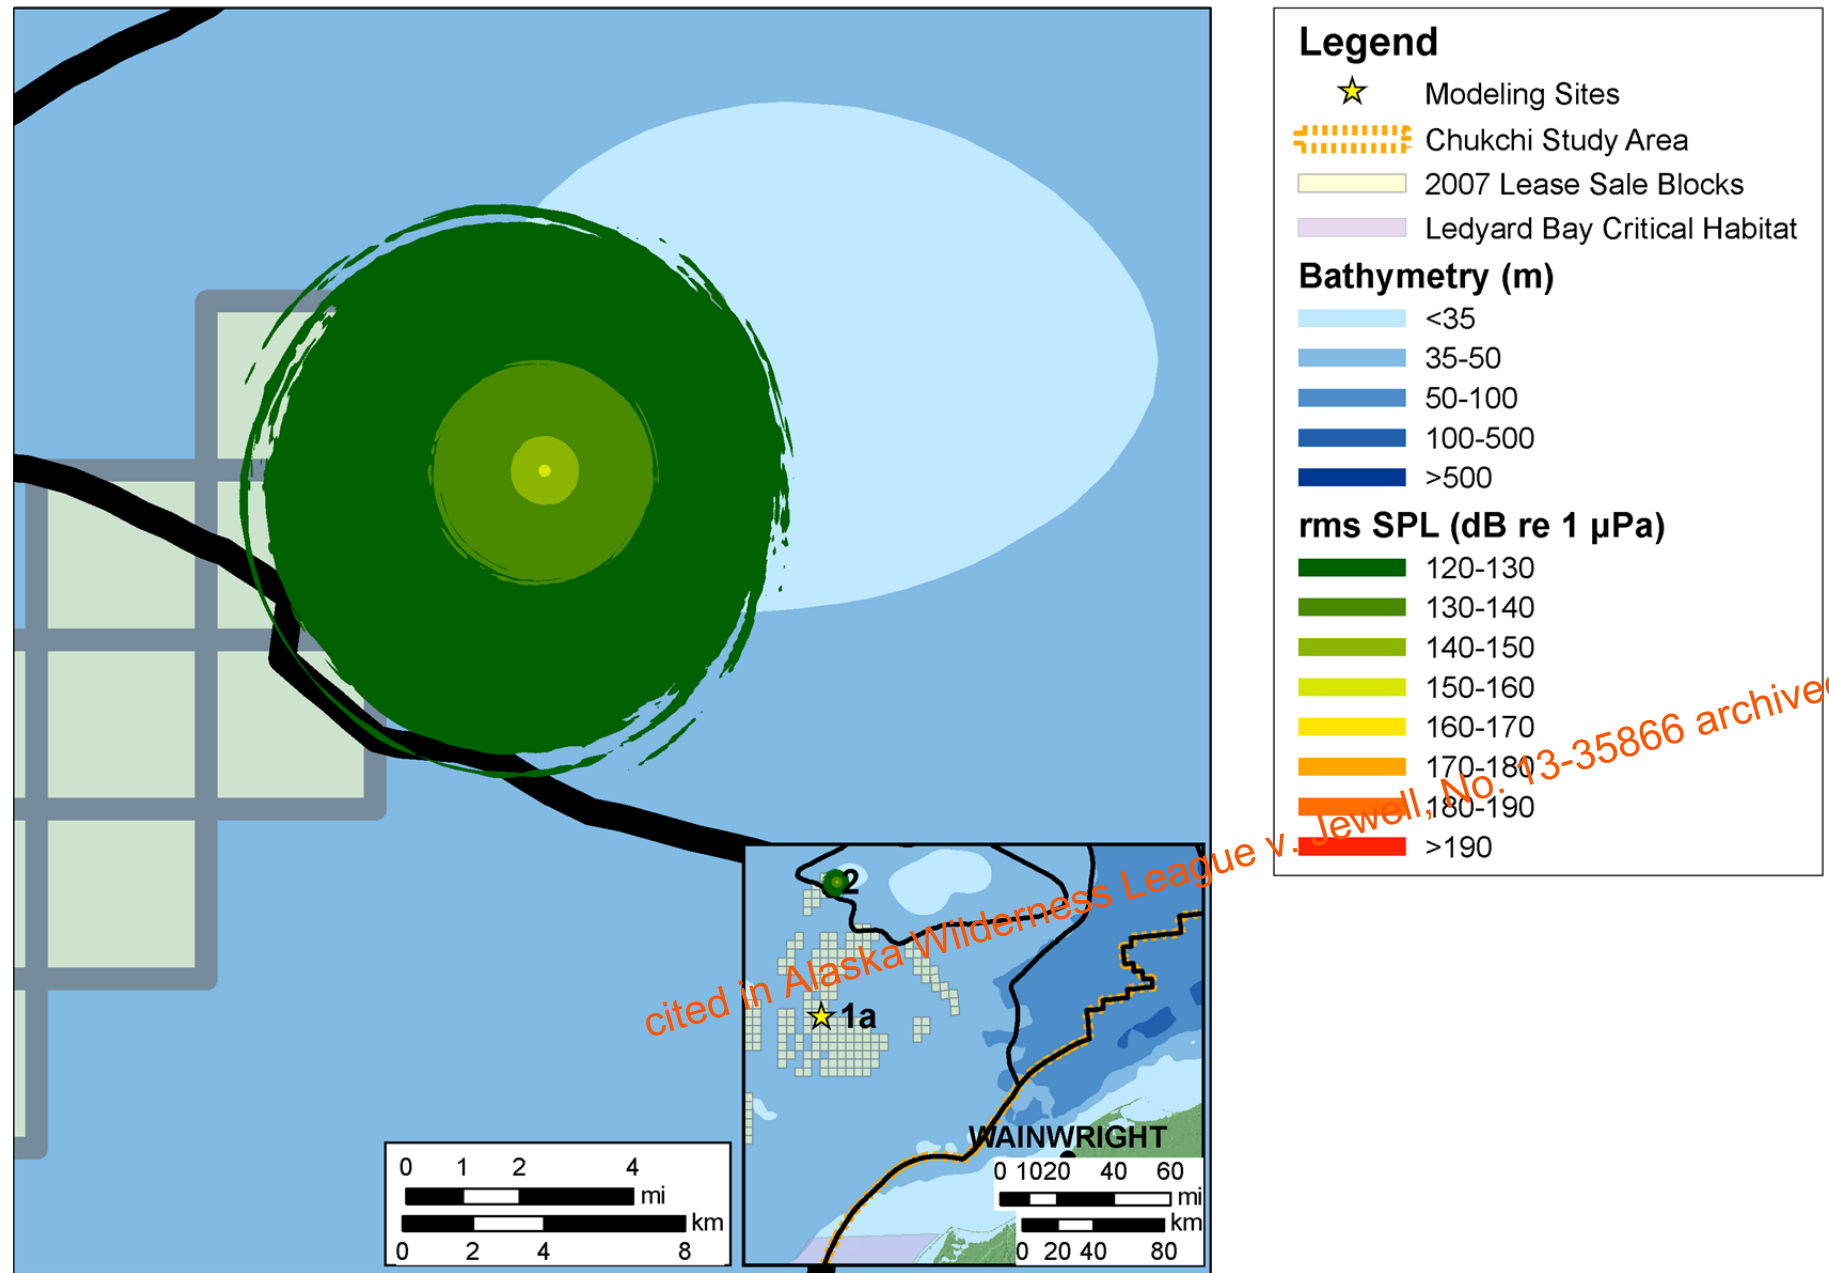 Legend
Modeling Sites
Chukchi Study Area
2007 Lease Sale Blocks
Ledyard Bay Critical Habitat
Bathymetry (m)
<35
35-50
50-100
100-500
>500
rms SPL (dB re 1 µPa)
120-130
130-140
140-150
150-160
160-170
170-180
180-190
>190
cited in Alaska Wilderness League v. Jewell, No. 13-35866 archived
2
1a
WAINWRIGHT
0 1 2 4
mi
km
0 2 4 8
0 10 20 40 60
mi
km
0 20 40 80